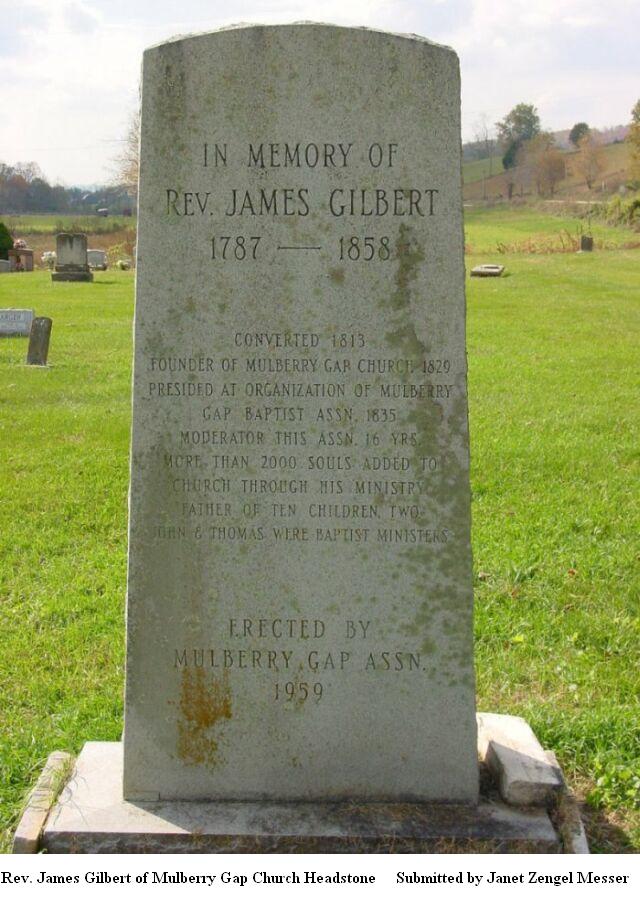 IN MEMORY OF
REV. JAMES GILBERT
1787 — 1858
CONVERTED 1813
FOUNDER OF MULBERRY GAP CHURCH 1829
PRESIDED AT ORGANIZATION OF MULBERRY
GAP BAPTIST ASSN. 1835
MODERATOR THIS ASSN. 16 YRS.
MORE THAN 2000 SOULS ADDED TO
CHURCH THROUGH HIS MINISTRY
FATHER OF TEN CHILDREN, TWO
JOHN & THOMAS WERE BAPTIST MINISTERS
ERECTED BY
MULBERRY GAP ASSN.
1959
Rev. James Gilbert of Mulberry Gap Church Headstone Submitted by Janet Zengel Messer